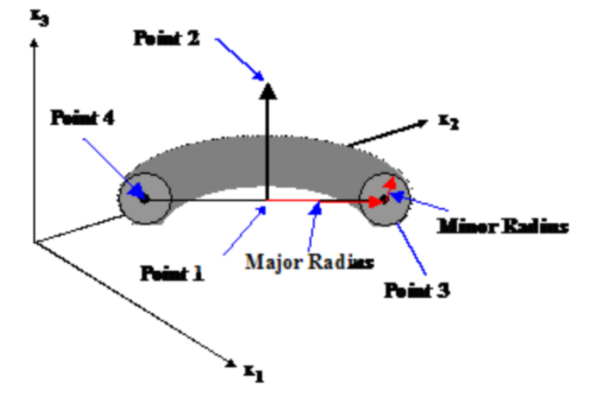 x₃
Point 2
Point 4
x₂
Minor Radius
Point 1
Major Radius
Point 3
x₁